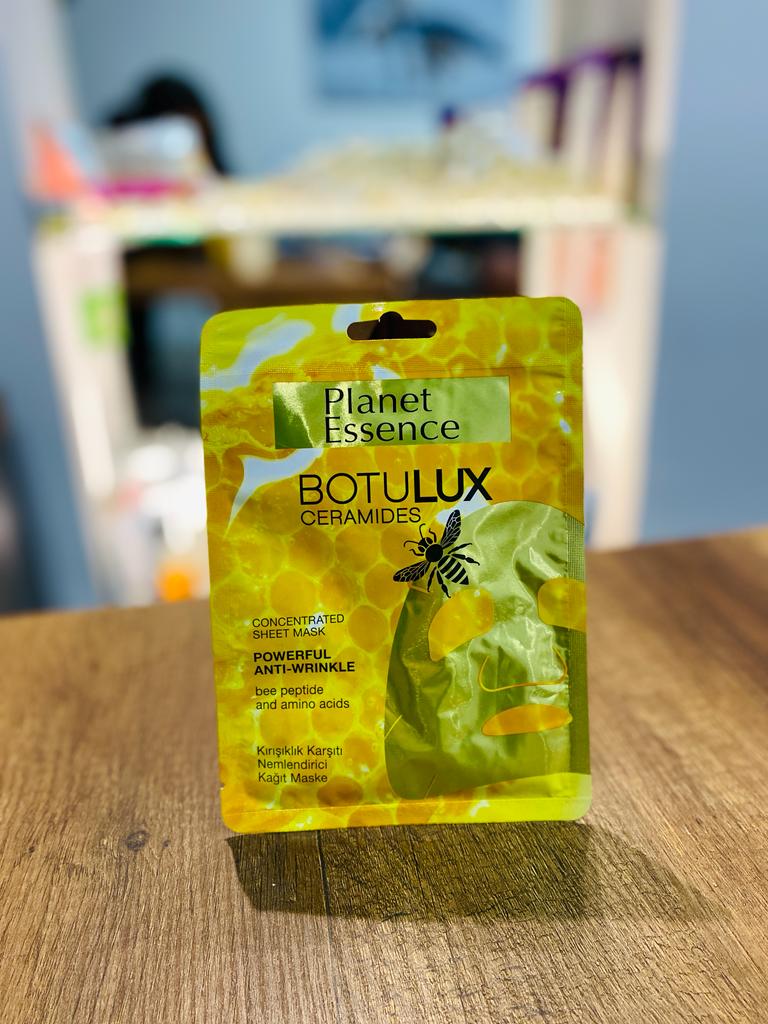 Planet
Essence
BOTULUX
CERAMIDES
CONCENTRATED
SHEET MASK
POWERFUL
ANTI-WRINKLE
bee peptide
and amino acids
Kırışıklık Karşıtı
Nemlendirici
Kağıt Maske